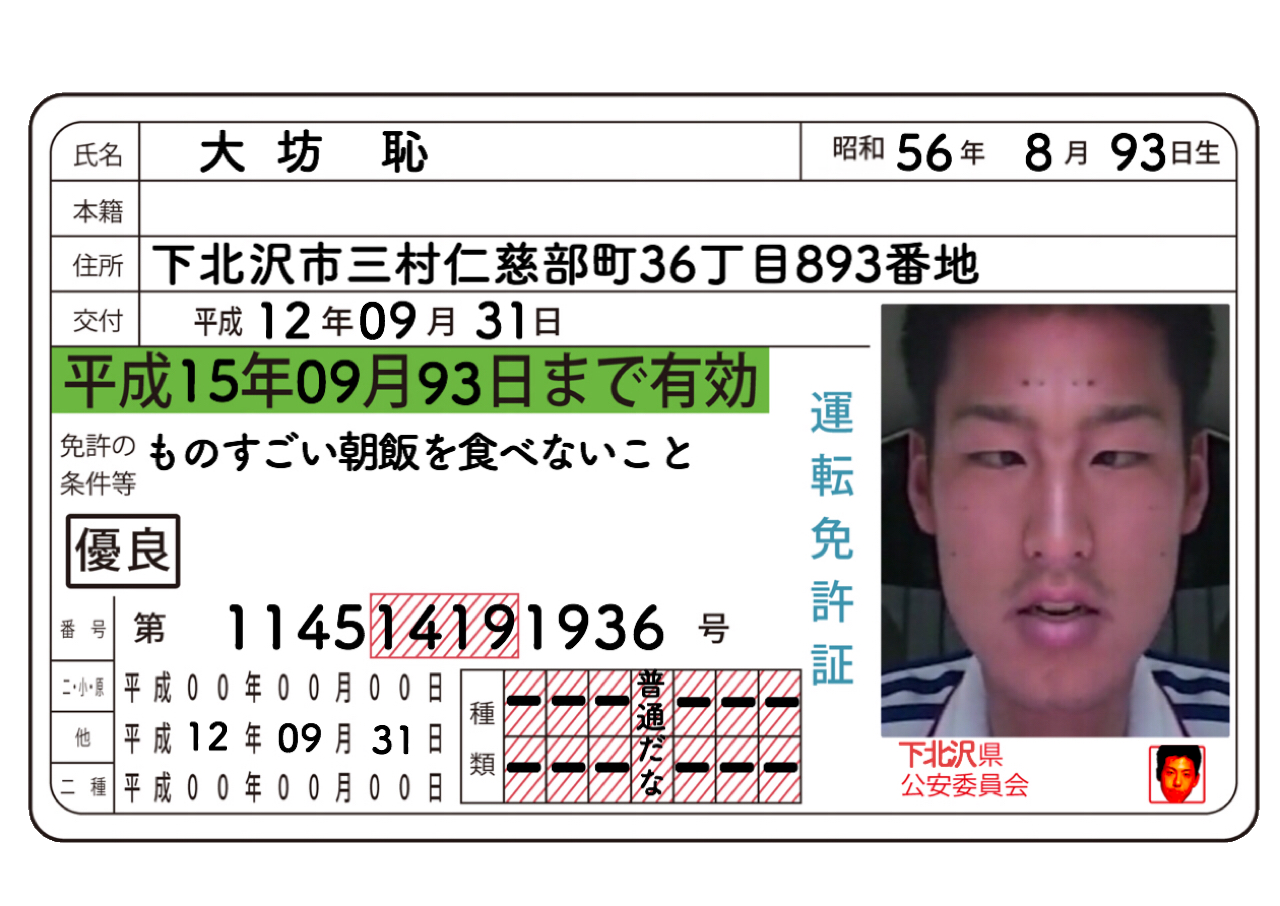 氏名 大坊 恥 昭和56年 8月93日生
本籍
住所 下北沢市三村仁慈部町36丁目893番地
交付 平成12年09月31日
平成15年09月93日まで有効
免許の条件等 ものすごい朝飯を食べないこと
優良
運転免許証
番号 第 114514191936 号
二・小・原 平成00年00月00日
他 平成12年09月31日
二種 平成00年00月00日
種類 普通だな
下北沢県
公安委員会